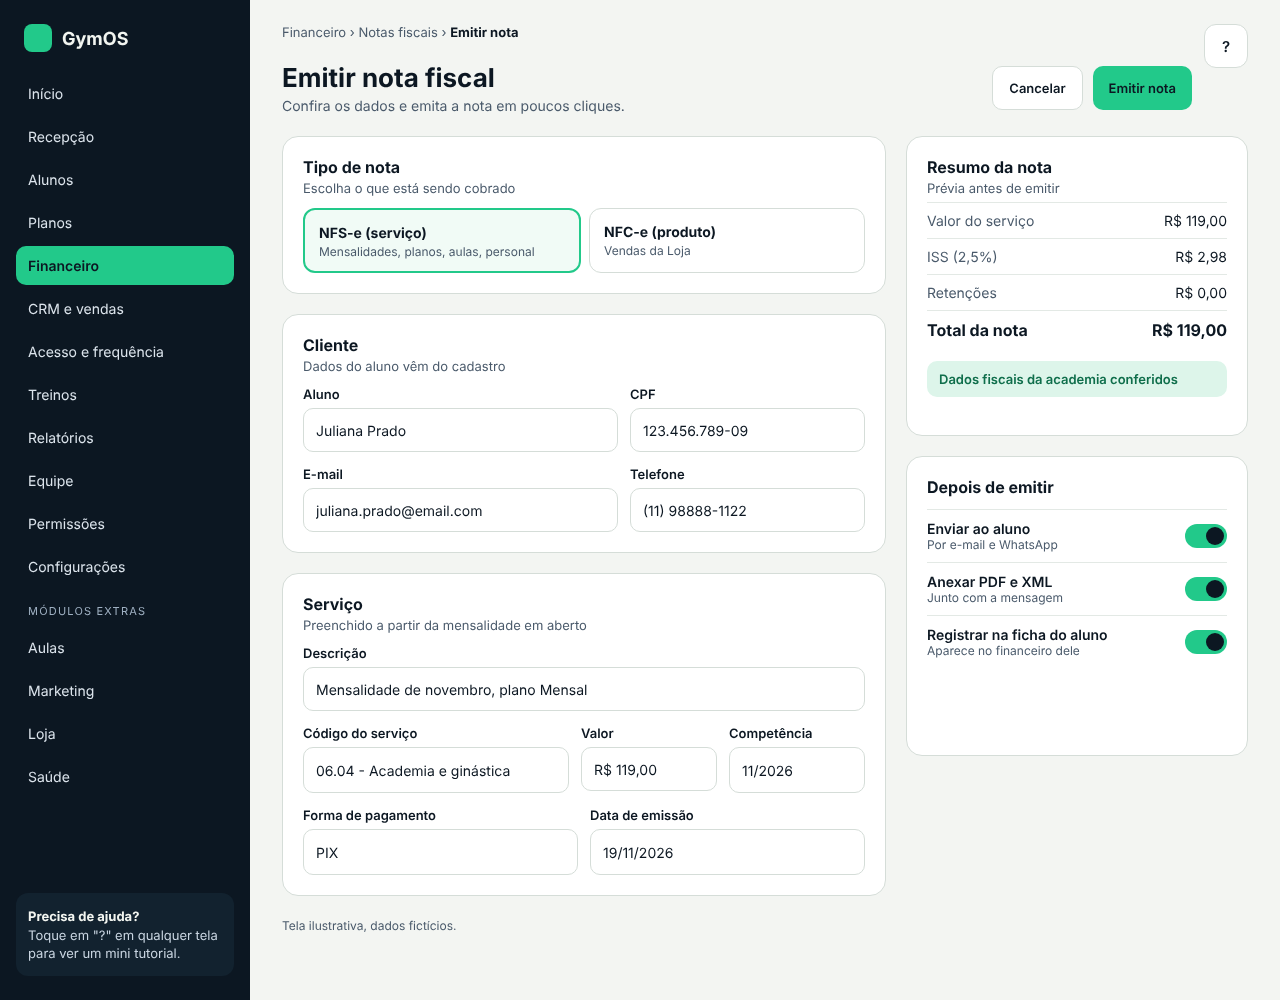 GymOS
Início
Recepção
Alunos
Planos
Financeiro
CRM e vendas
Acesso e frequência
Treinos
Relatórios
Equipe
Permissões
Configurações
MÓDULOS EXTRAS
Aulas
Marketing
Loja
Saúde
Precisa de ajuda?
Toque em "?" em qualquer tela
para ver um mini tutorial.
Financeiro › Notas fiscais › Emitir nota
?
Emitir nota fiscal
Confira os dados e emita a nota em poucos cliques.
Cancelar
Emitir nota
Tipo de nota
Escolha o que está sendo cobrado
NFS-e (serviço)
Mensalidades, planos, aulas, personal
NFC-e (produto)
Vendas da Loja
Cliente
Dados do aluno vêm do cadastro
Aluno
CPF
Juliana Prado
123.456.789-09
E-mail
Telefone
juliana.prado@email.com
(11) 98888-1122
Serviço
Preenchido a partir da mensalidade em aberto
Descrição
Mensalidade de novembro, plano Mensal
Código do serviço
Valor
Competência
06.04 - Academia e ginástica
R$ 119,00
11/2026
Forma de pagamento
Data de emissão
PIX
19/11/2026
Tela ilustrativa, dados fictícios.
Resumo da nota
Prévia antes de emitir
Valor do serviço R$ 119,00
ISS (2,5%) R$ 2,98
Retenções R$ 0,00
Total da nota R$ 119,00
Dados fiscais da academia conferidos
Depois de emitir
Enviar ao aluno
Por e-mail e WhatsApp
Anexar PDF e XML
Junto com a mensagem
Registrar na ficha do aluno
Aparece no financeiro dele